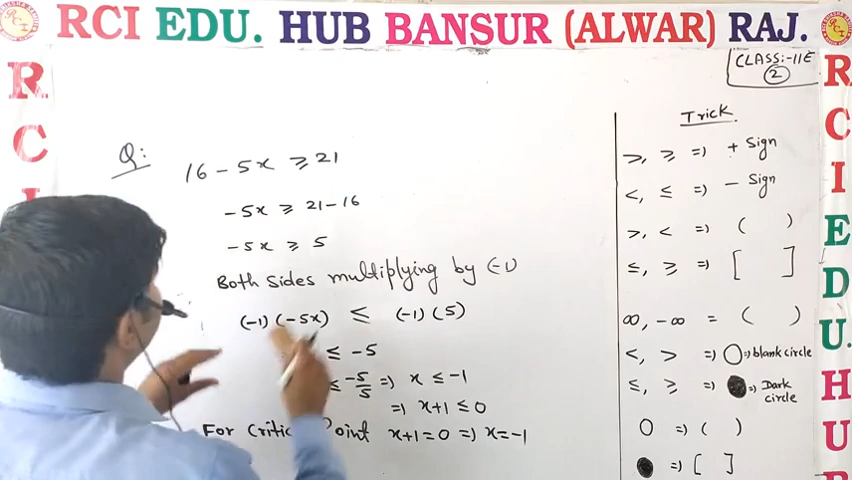 RCI EDU. HUB BANSUR (ALWAR) RAJ.
CLASS:-11E
2
Q:
16 - 5x ≥ 21
-5x ≥ 21-16
-5x ≥ 5
Both sides multiplying by (-1)
(-1) (-5x) ≤ (-1) (5)
≤ -5
≤ -5/5 => x ≤ -1
=> x+1 ≤ 0
For Critic Point x+1=0 => x=-1
Trick
>, ≥ => + Sign
<, ≤ => - Sign
>, < => ( )
≤, ≥ => [ ]
∞, -∞ = ( )
<, > => ○ => blank circle
≤, ≥ => ● => Dark circle
○ => ( )
● => [ ]
R
C
I
R
C
I
E
D
U.
H
U
B